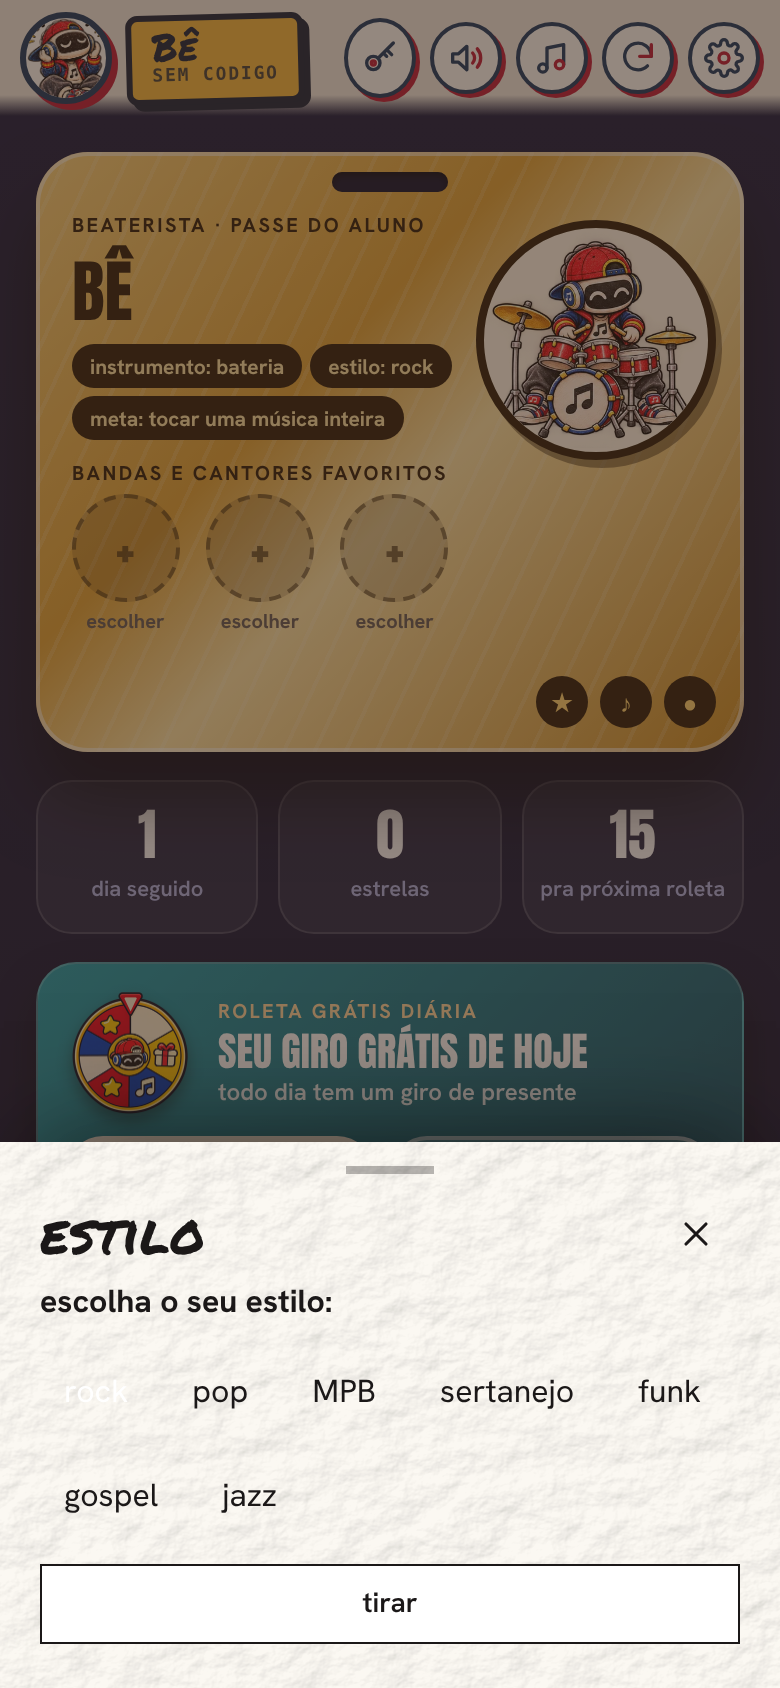 BÊ
SEM CODIGO
BEATERISTA · PASSE DO ALUNO
BÊ
instrumento: bateria
estilo: rock
meta: tocar uma música inteira
BANDAS E CANTORES FAVORITOS
+ + +
escolher escolher escolher
1 0 15
dia seguido estrelas pra próxima roleta
ROLETA GRÁTIS DIÁRIA
SEU GIRO GRÁTIS DE HOJE
todo dia tem um giro de presente
ESTILO
escolha o seu estilo:
rock pop MPB sertanejo funk
gospel jazz
tirar